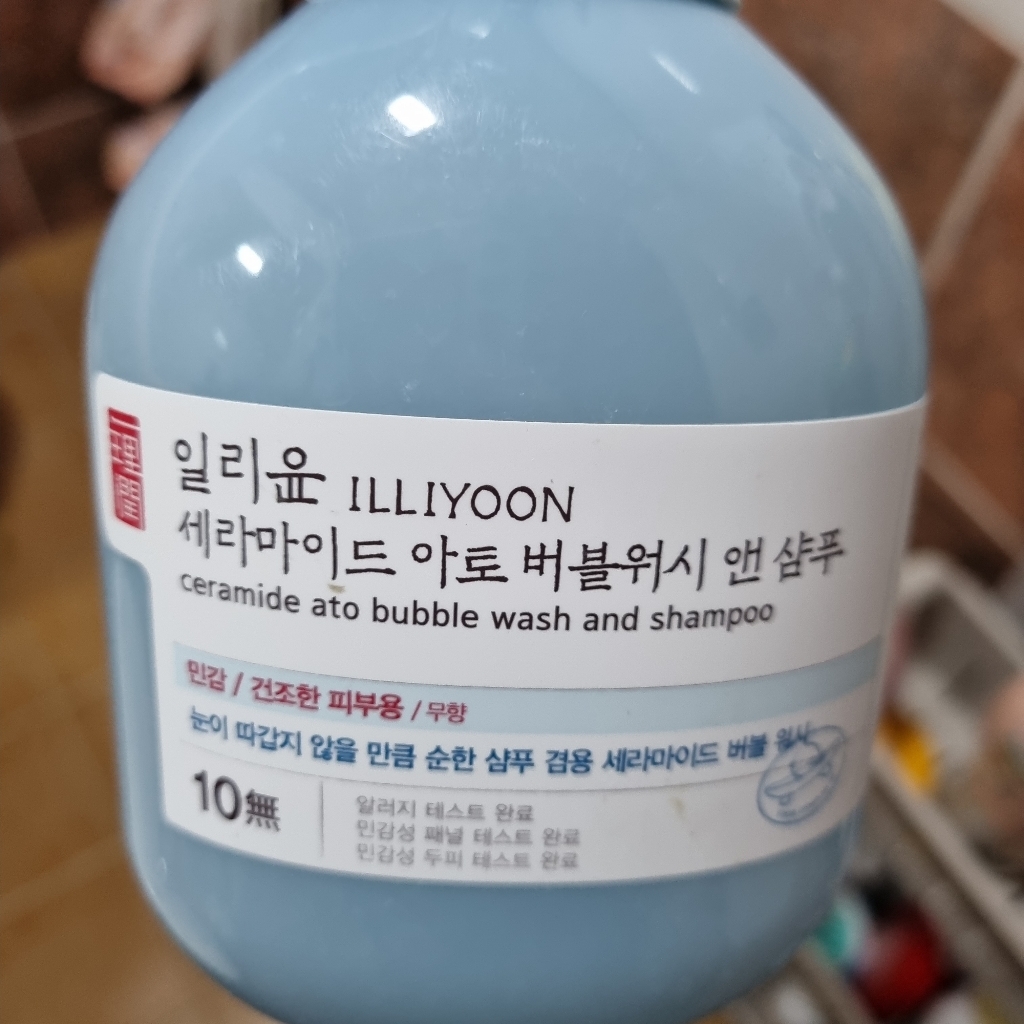 일리윤 ILLIYOON
세라마이드 아토 버블워시 앤 샴푸
ceramide ato bubble wash and shampoo
민감 / 건조한 피부용 / 무향
눈이 따갑지 않을 만큼 순한 샴푸 겸용 세라마이드 버블 워시
10無
알러지 테스트 완료
민감성 패널 테스트 완료
민감성 두피 테스트 완료